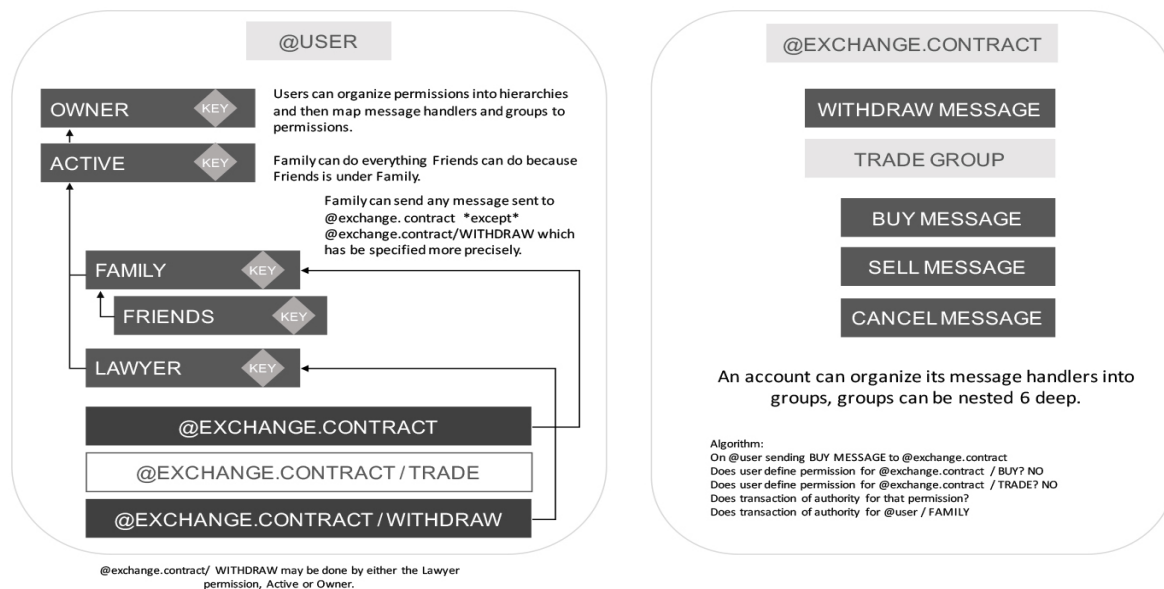 @USER
OWNER
KEY
Users can organize permissions into hierarchies
and then map message handlers and groups to
permissions.
ACTIVE
KEY
Family can do everything Friends can do because
Friends is under Family.
Family can send any message sent to
@exchange. contract *except*
@exchange.contract/WITHDRAW which
has be specified more precisely.
FAMILY
KEY
FRIENDS
KEY
LAWYER
KEY
@EXCHANGE.CONTRACT
@EXCHANGE.CONTRACT / TRADE
@EXCHANGE.CONTRACT / WITHDRAW
@exchange.contract/ WITHDRAW may be done by either the Lawyer
permission, Active or Owner.
@EXCHANGE.CONTRACT
WITHDRAW MESSAGE
TRADE GROUP
BUY MESSAGE
SELL MESSAGE
CANCEL MESSAGE
An account can organize its message handlers into
groups, groups can be nested 6 deep.
Algorithm:
On @user sending BUY MESSAGE to @exchange.contract
Does user define permission for @exchange.contract / BUY? NO
Does user define permission for @exchange.contract / TRADE? NO
Does transaction of authority for that permission?
Does transaction of authority for @user / FAMILY